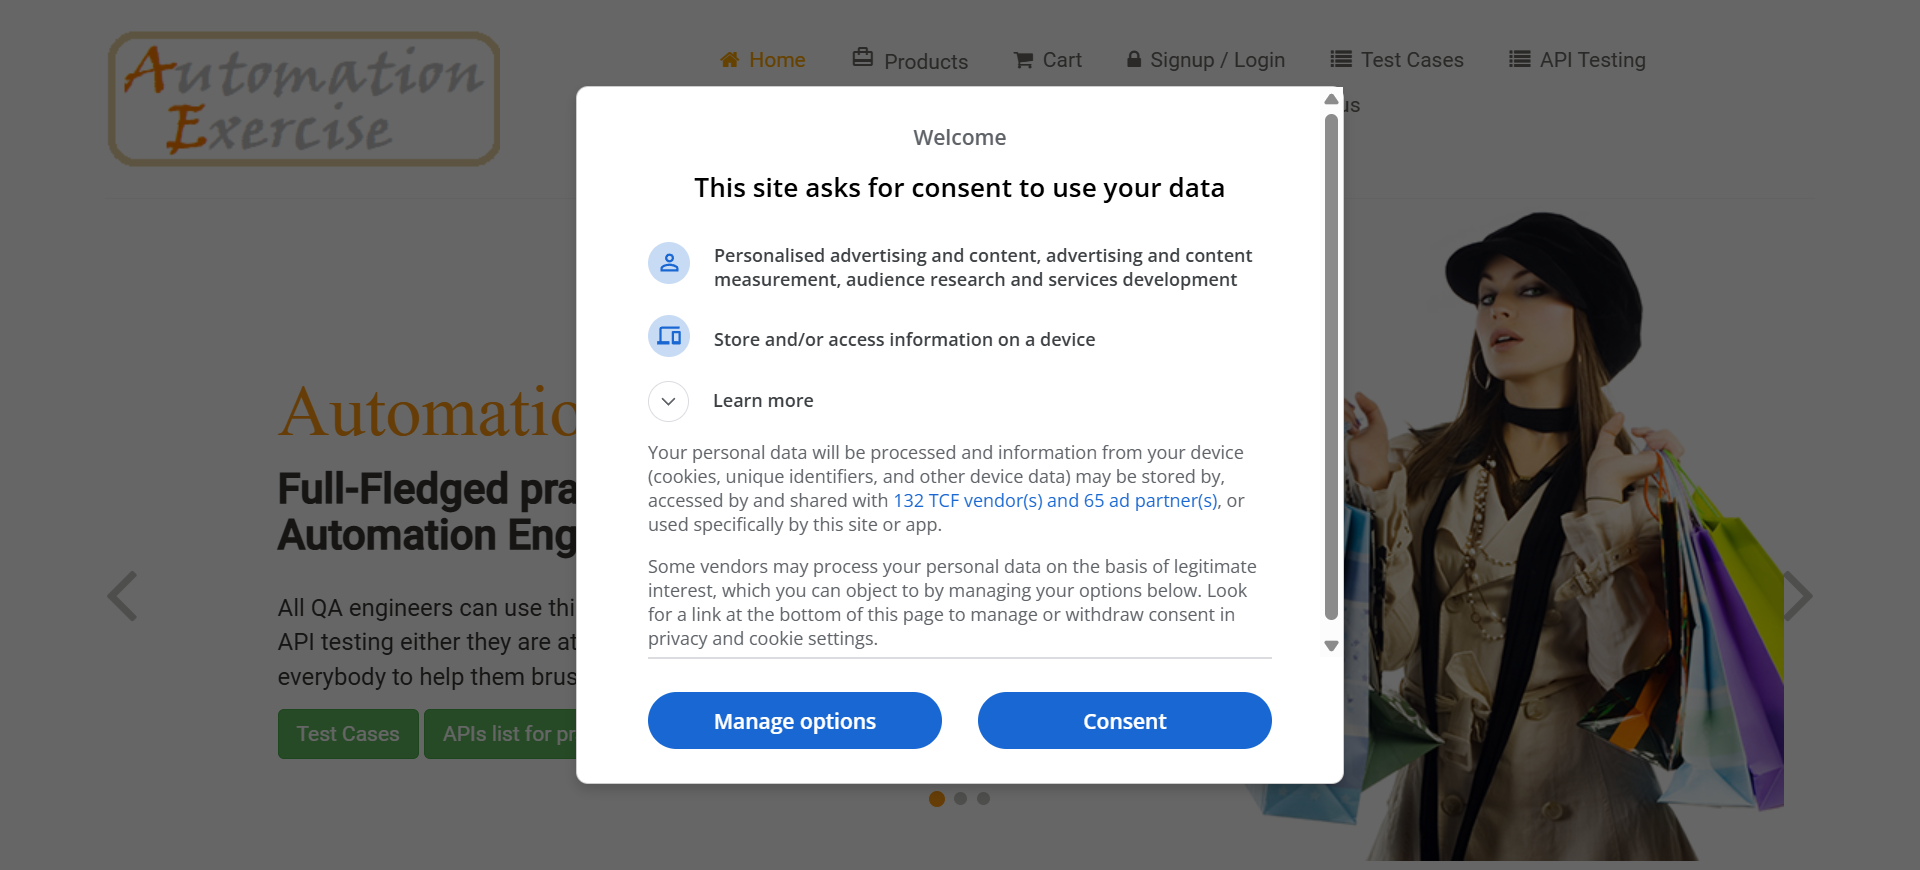 Automation
Exercise
Home
Products
Cart
Signup / Login
Test Cases
API Testing
us
Welcome
This site asks for consent to use your data
Personalised advertising and content, advertising and content
measurement, audience research and services development
Store and/or access information on a device
Learn more
Your personal data will be processed and information from your device
(cookies, unique identifiers, and other device data) may be stored by,
accessed by and shared with 132 TCF vendor(s) and 65 ad partner(s), or
used specifically by this site or app.
Some vendors may process your personal data on the basis of legitimate
interest, which you can object to by managing your options below. Look
for a link at the bottom of this page to manage or withdraw consent in
privacy and cookie settings.
Manage options
Consent
Automatio
Full-Fledged pra
Automation Eng
All QA engineers can use thi
API testing either they are at
everybody to help them brus
Test Cases
APIs list for pr